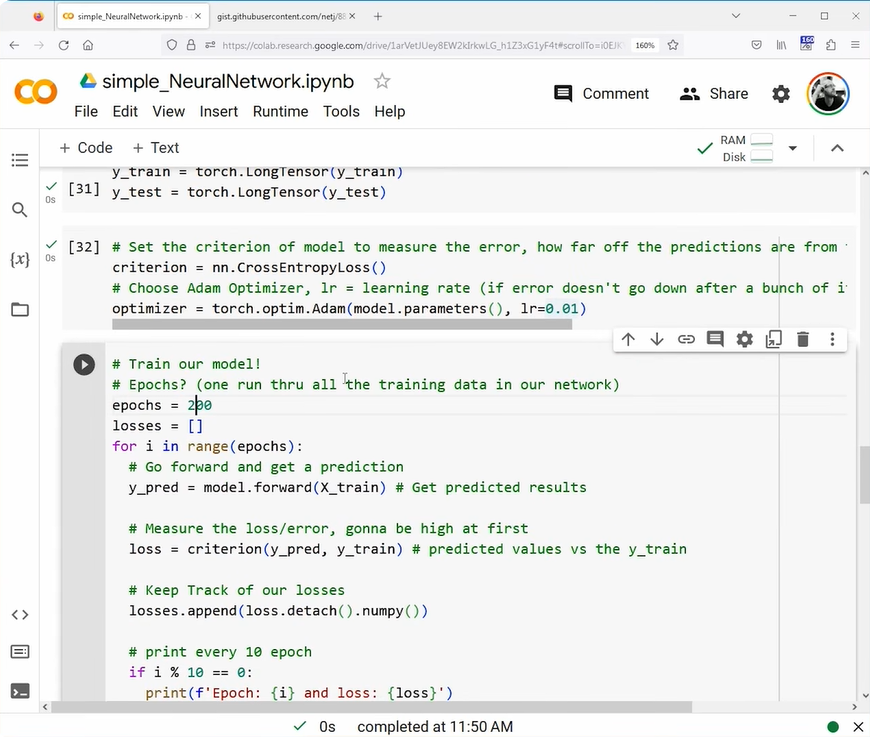 simple_NeuralNetwork.ipynb -
gist.githubusercontent.com/netj/88
https://colab.research.google.com/drive/1arVetJUey8EW2kIrkwLG_h1Z3xG1yF4t#scrollTo=i0EJK
160%
160
simple_NeuralNetwork.ipynb
File Edit View Insert Runtime Tools Help
Comment
Share
+ Code + Text
RAM
Disk
y_train = torch.LongTensor(y_train)
[31] y_test = torch.LongTensor(y_test)
0s
[32] # Set the criterion of model to measure the error, how far off the predictions are from
0s
criterion = nn.CrossEntropyLoss()
# Choose Adam Optimizer, lr = learning rate (if error doesn't go down after a bunch of i
optimizer = torch.optim.Adam(model.parameters(), lr=0.01)
# Train our model!
# Epochs? (one run thru all the training data in our network)
epochs = 200
losses = []
for i in range(epochs):
# Go forward and get a prediction
y_pred = model.forward(X_train) # Get predicted results
# Measure the loss/error, gonna be high at first
loss = criterion(y_pred, y_train) # predicted values vs the y_train
# Keep Track of our losses
losses.append(loss.detach().numpy())
# print every 10 epoch
if i % 10 == 0:
print(f'Epoch: {i} and loss: {loss}')
{x}
0s completed at 11:50 AM